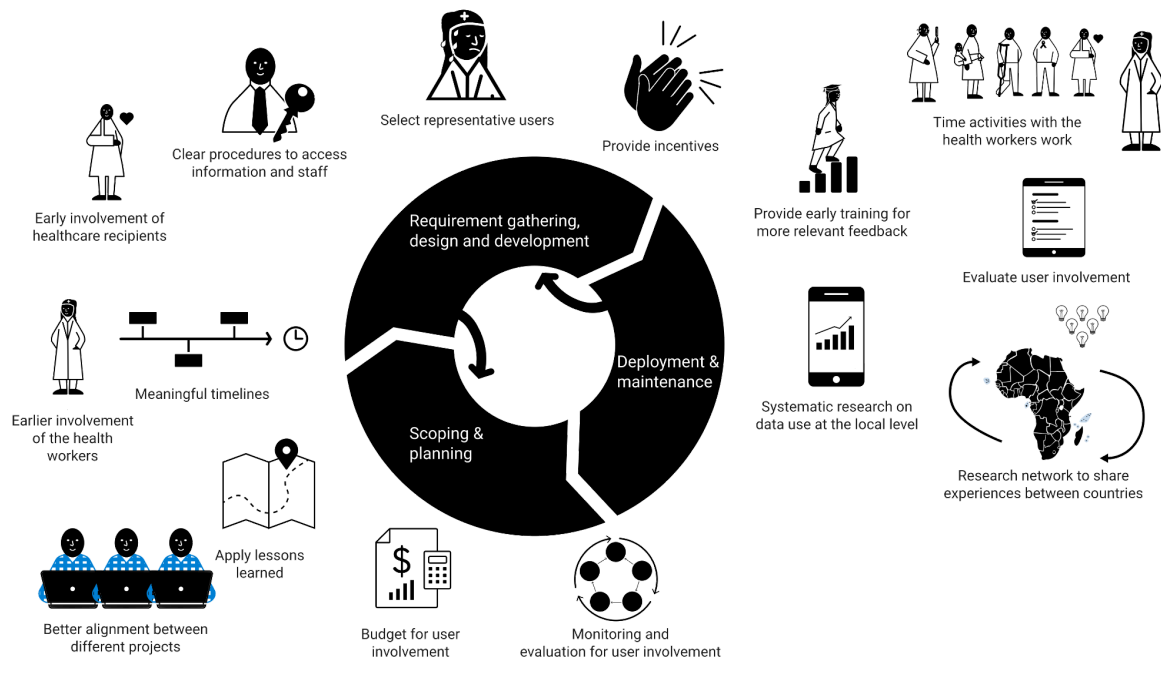 Select representative users
Provide incentives
Clear procedures to access
information and staff
Early involvement of
healthcare recipients
Time activities with the
health workers work
Provide early training for
more relevant feedback
Evaluate user involvement
Requirement gathering,
design and development
Deployment &
maintenance
Scoping &
planning
Meaningful timelines
Earlier involvement
of the health
workers
Systematic research on
data use at the local level
Research network to share
experiences between countries
Apply lessons
learned
Better alignment between
different projects
$
Budget for user
involvement
Monitoring and
evaluation for user involvement